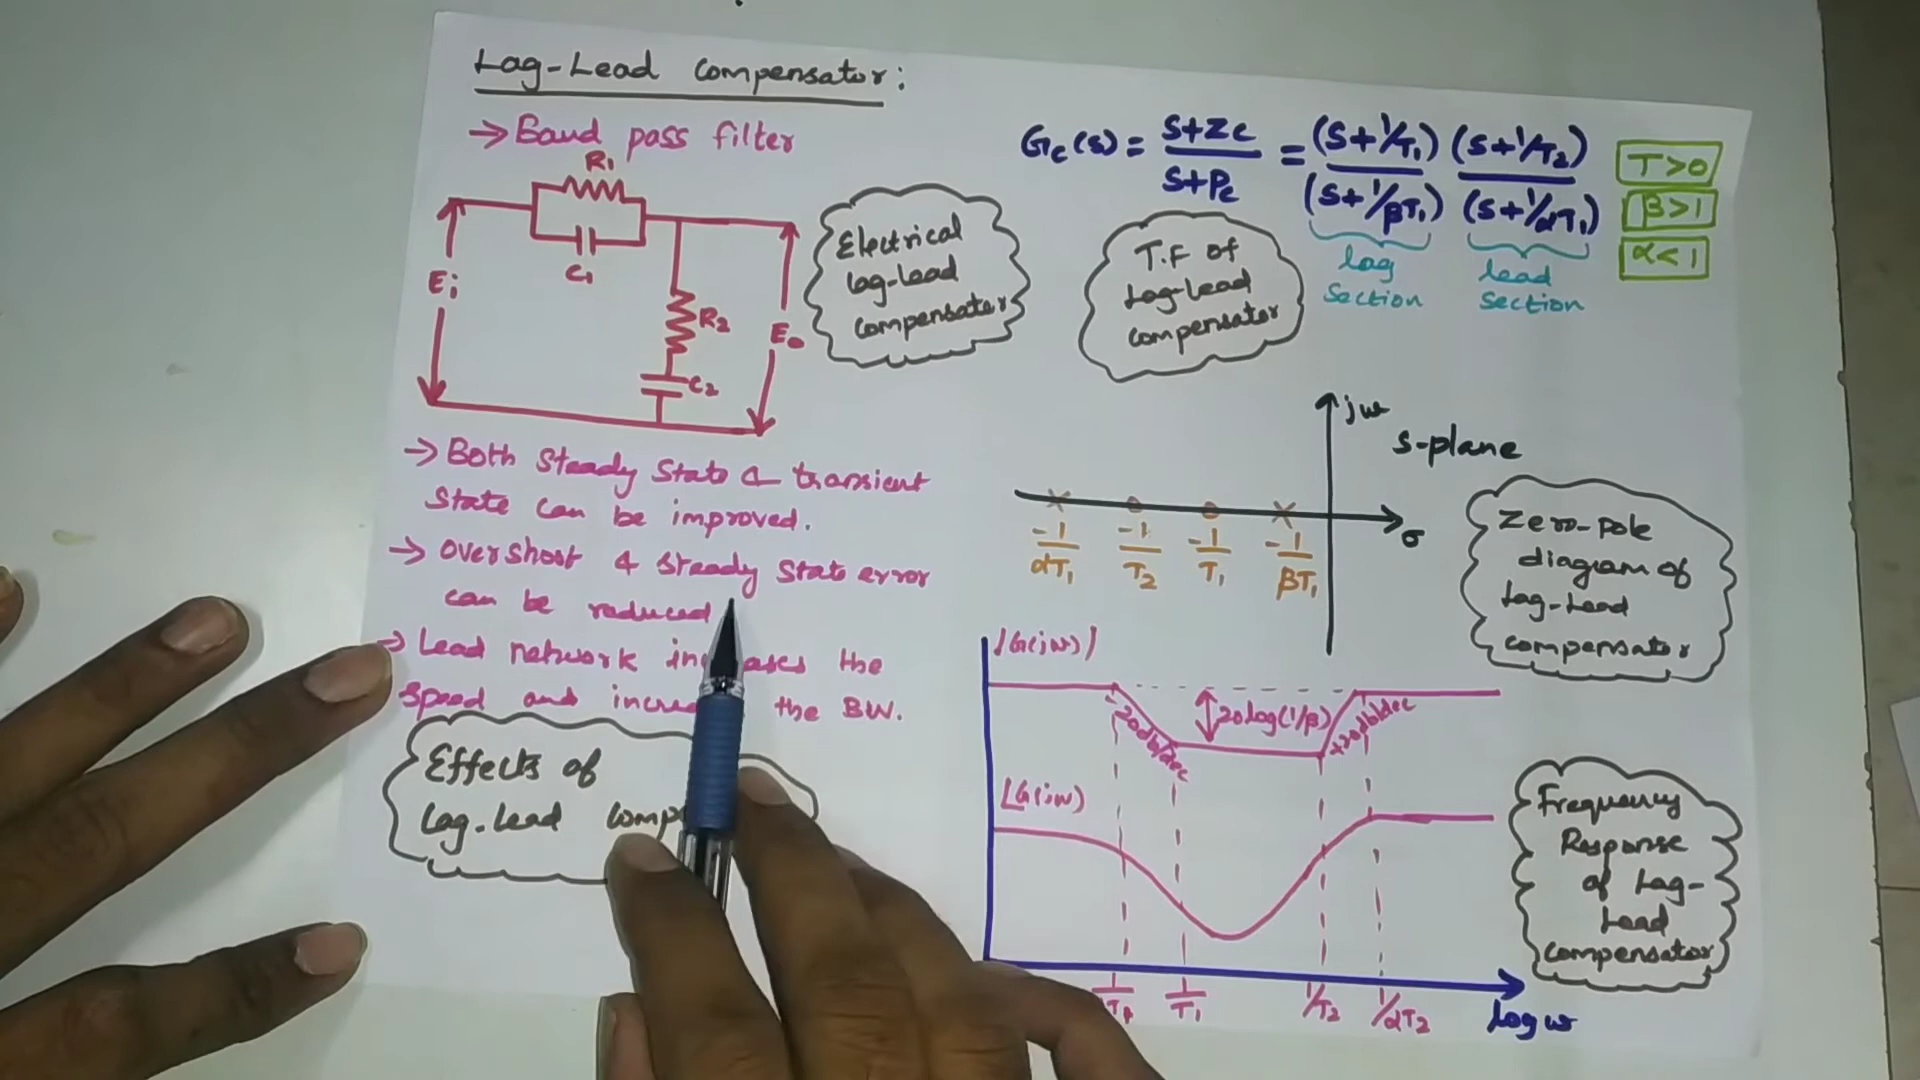 Lag-Lead Compensator:
→ Band pass filter
R1
C1
Ei
R2
C2
Eo
Electrical
lag-lead
compensator
Gc(s) = s+Zc / s+Pc = (s+1/T1) (s+1/T2) / (s+1/βT1) (s+1/αT1)
lag
section
lead
section
T>0
β>1
α<1
T.F of
Lag-Lead
compensator
→ Both Steady State & transient
State can be improved.
→ Overshoot & Steady State error
can be reduced
→ Lead network the
Speed and the BW.
Effects of
Lag-Lead
jω
S-plane
σ
-1/αT1
-1/T2
-1/T1
-1/βT1
Zero-pole
diagram of
Lag-Lead
compensator
|G(jω)|
-20db/dec
20log(1/β)
+20db/dec
∠G(jω)
1/T1
1/T2
1/αT2
log ω
Frequency
Response
of Lag-
Lead
compensator